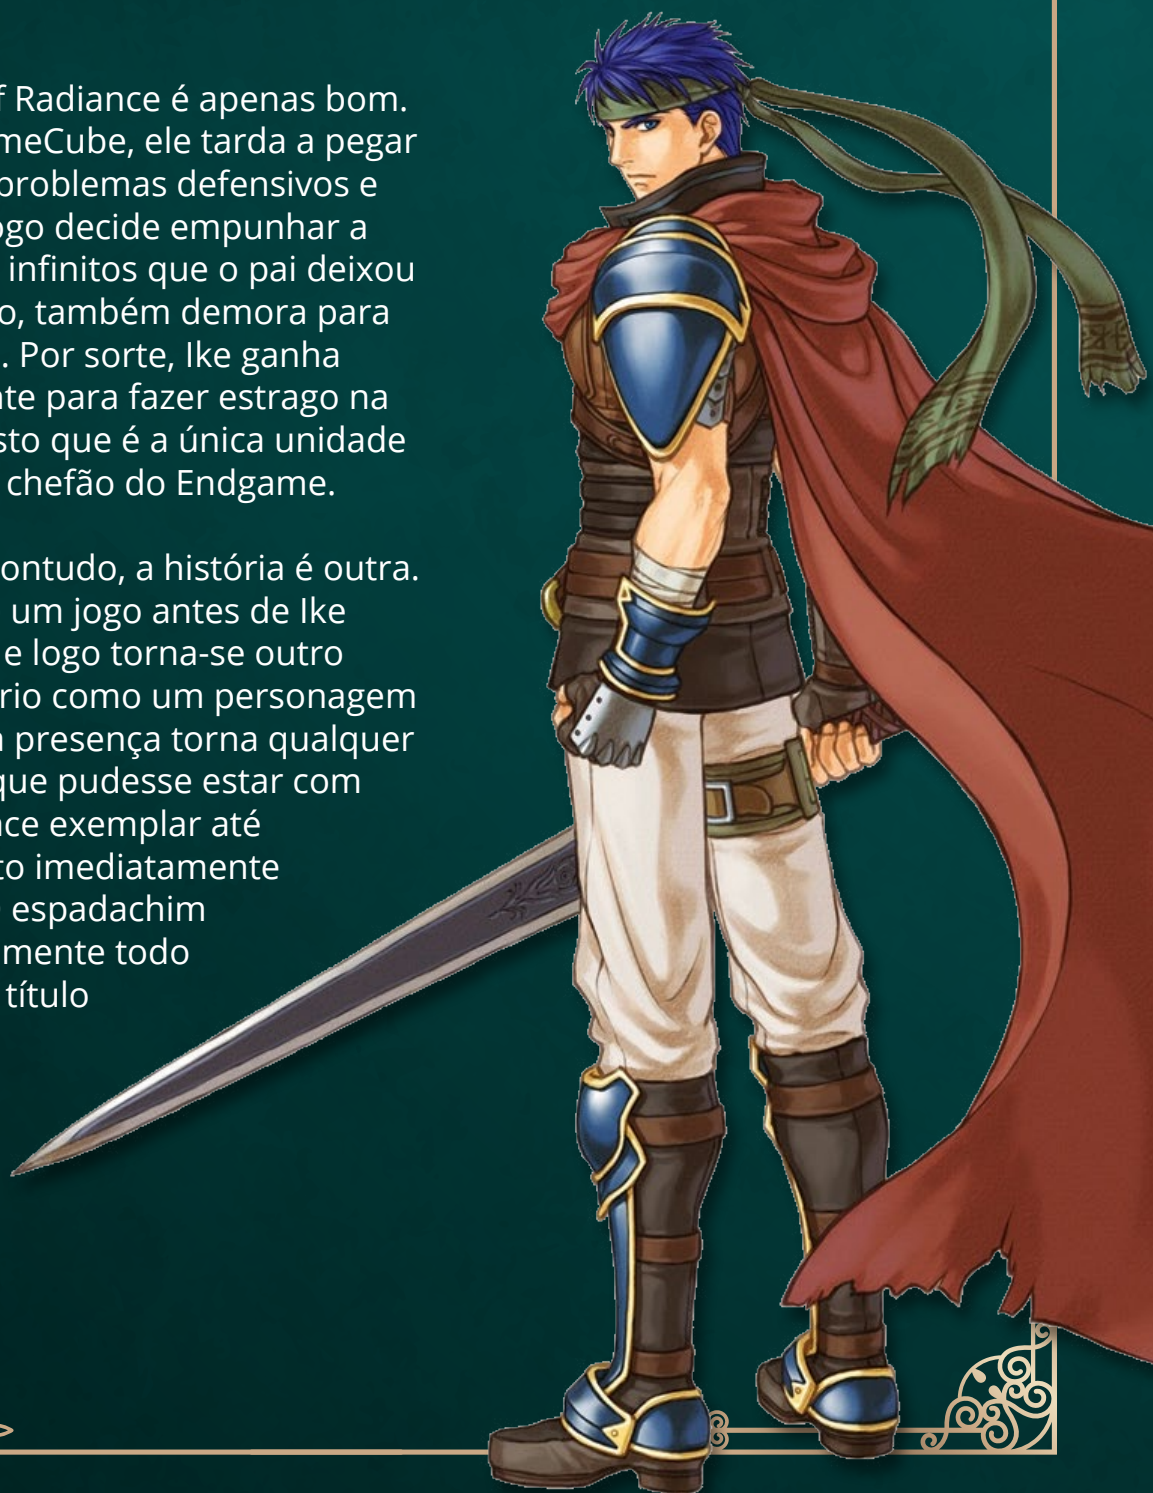 f Radiance é apenas bom.
meCube, ele tarda a pegar
problemas defensivos e
ogo decide empunhar a
infinitos que o pai deixou
o, também demora para
. Por sorte, Ike ganha
te para fazer estrago na
sto que é a única unidade
chefão do Endgame.
ontudo, a história é outra.
um jogo antes de Ike
e logo torna-se outro
rio como um personagem
presença torna qualquer
que pudesse estar com
ce exemplar até
to imediatamente
espadachim
mente todo
título